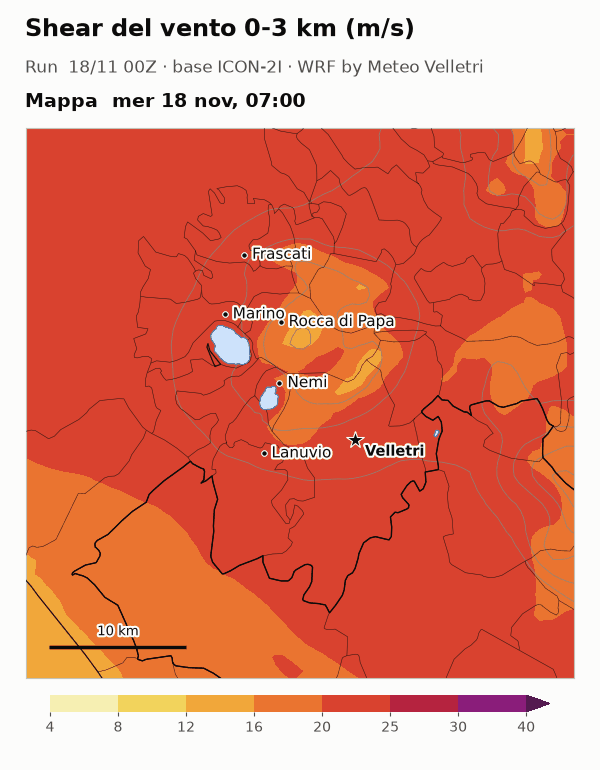 Shear del vento 0-3 km (m/s)
Run 18/11 00Z · base ICON-2I · WRF by Meteo Velletri
Mappa mer 18 nov, 07:00
Frascati
Marino
Rocca di Papa
Nemi
Velletri
Lanuvio
10 km
4 8 12 16 20 25 30 40